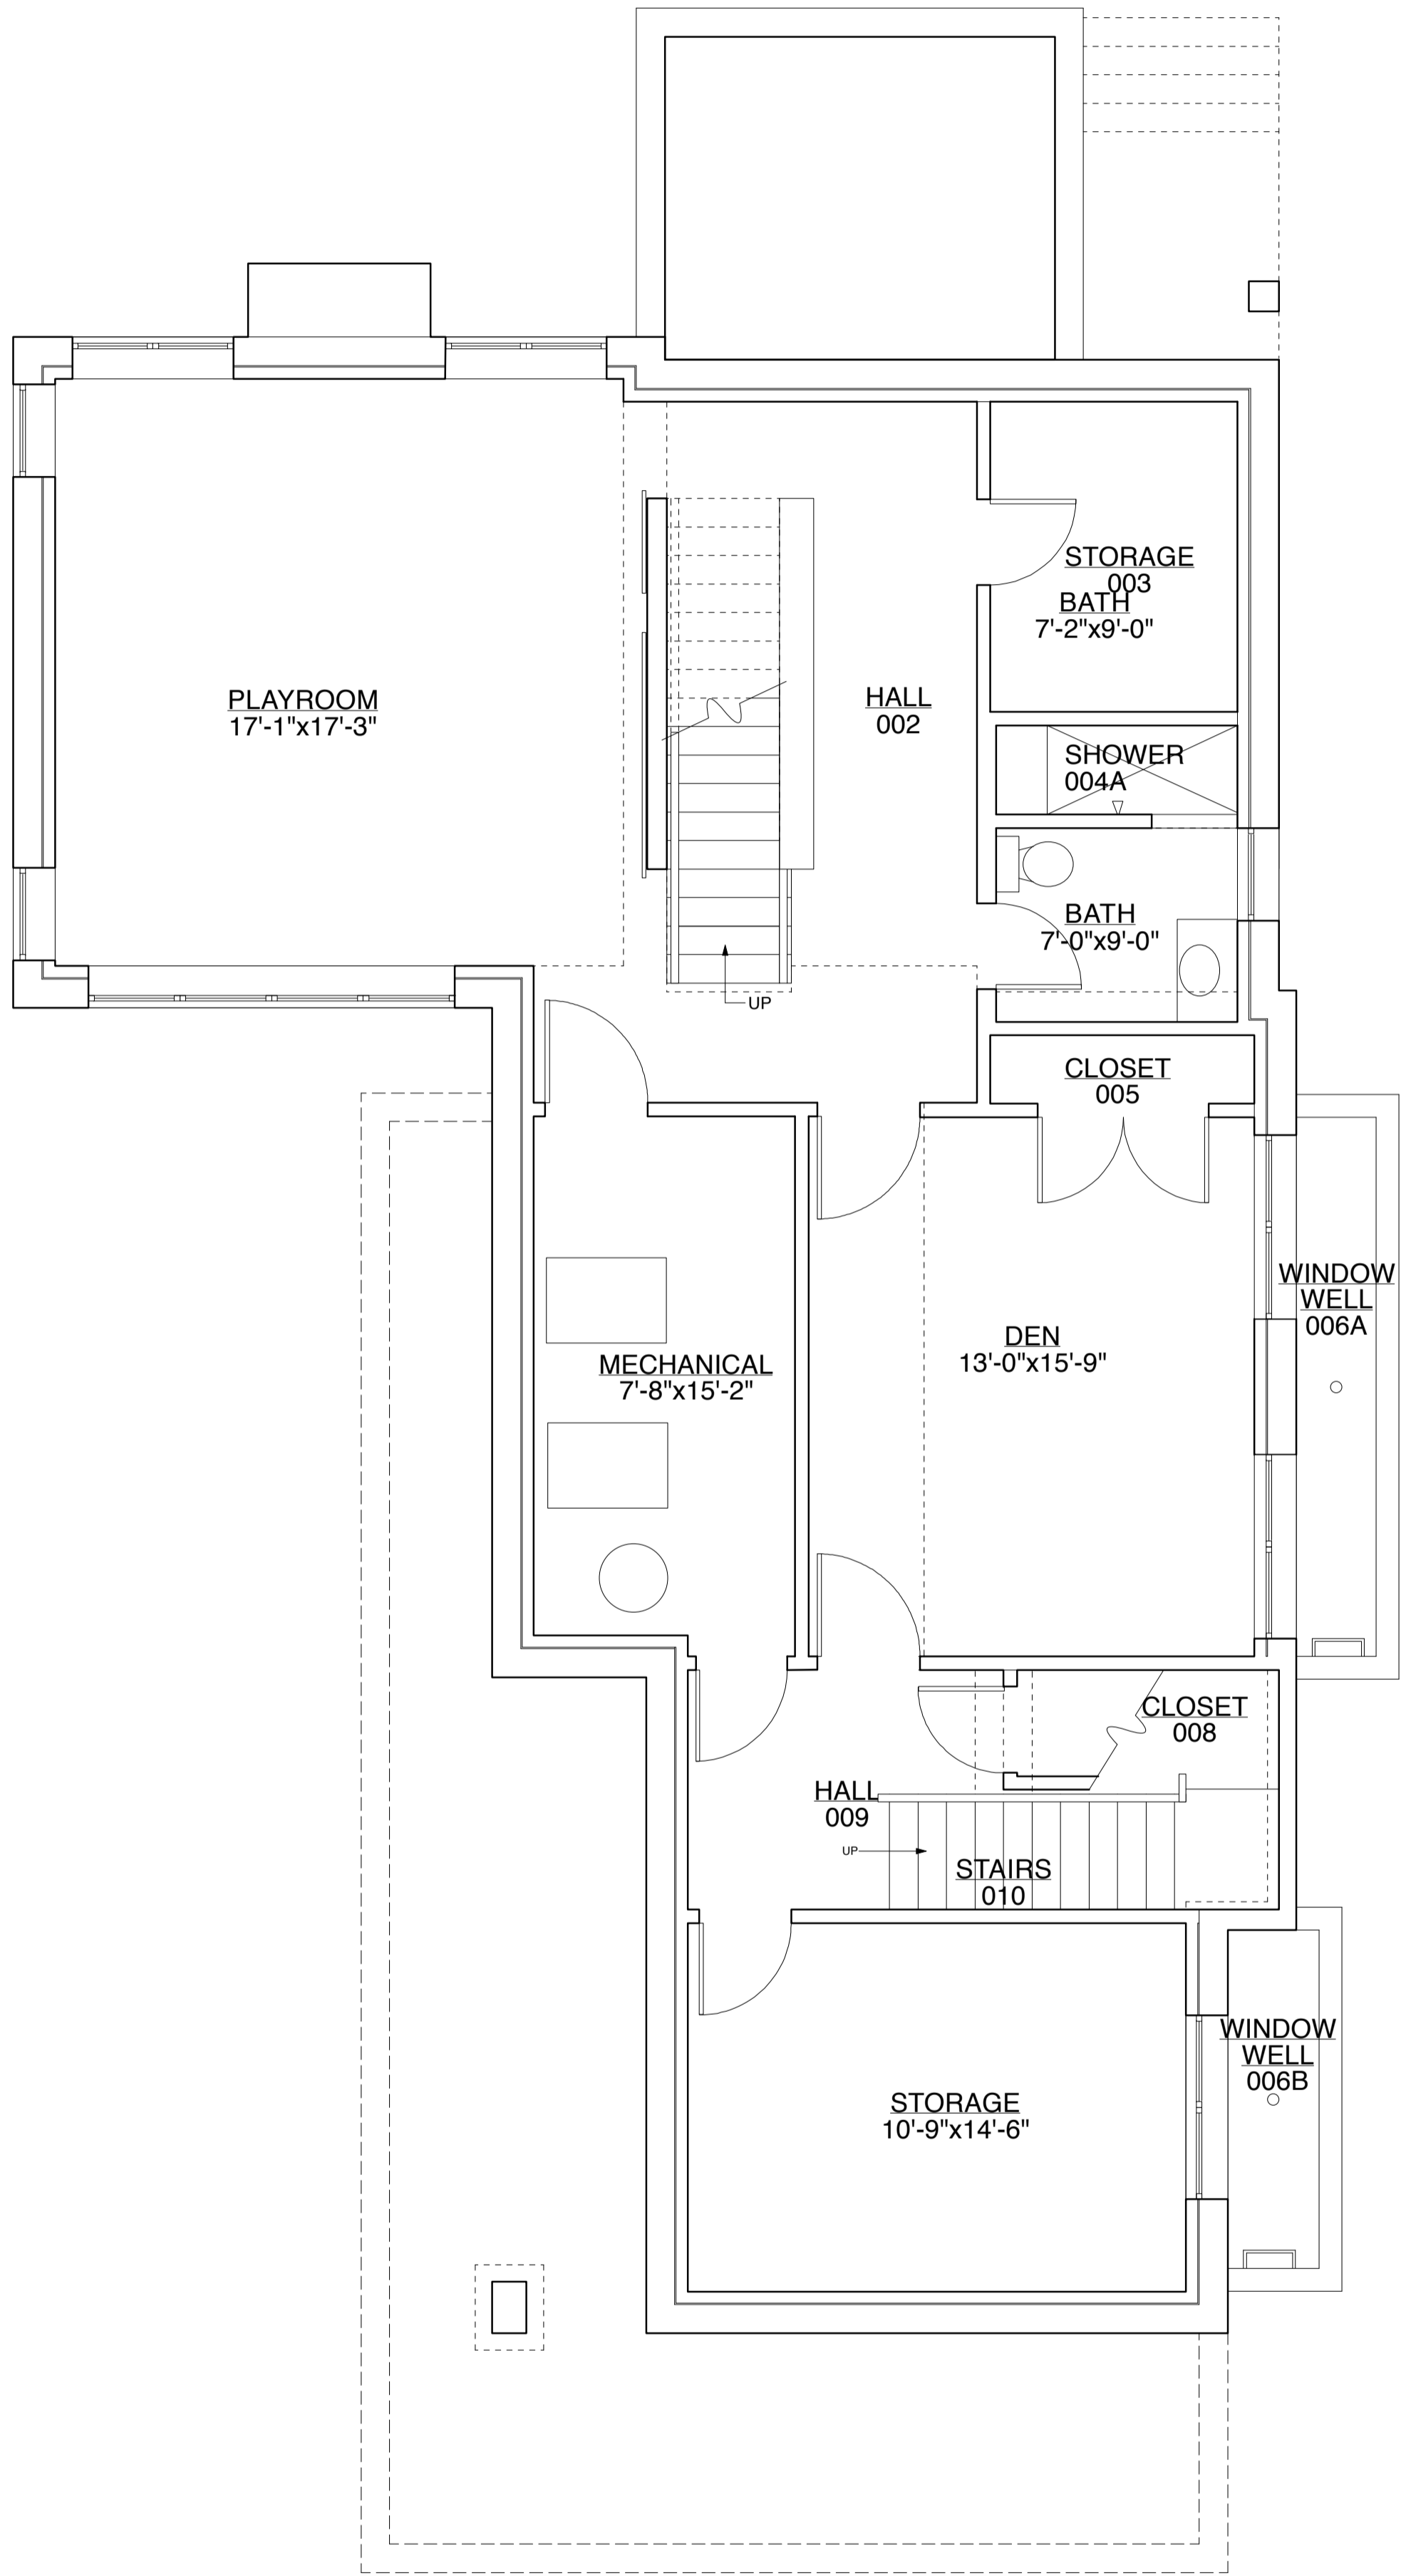 STORAGE
003
BATH
7'-2"x9'-0"
PLAYROOM
17'-1"x17'-3"
HALL
002
SHOWER
004A
BATH
7'-0"x9'-0"
UP
CLOSET
005
WINDOW
WELL
006A
DEN
13'-0"x15'-9"
MECHANICAL
7'-8"x15'-2"
CLOSET
008
HALL
009
UP
STAIRS
010
WINDOW
WELL
006B
STORAGE
10'-9"x14'-6"